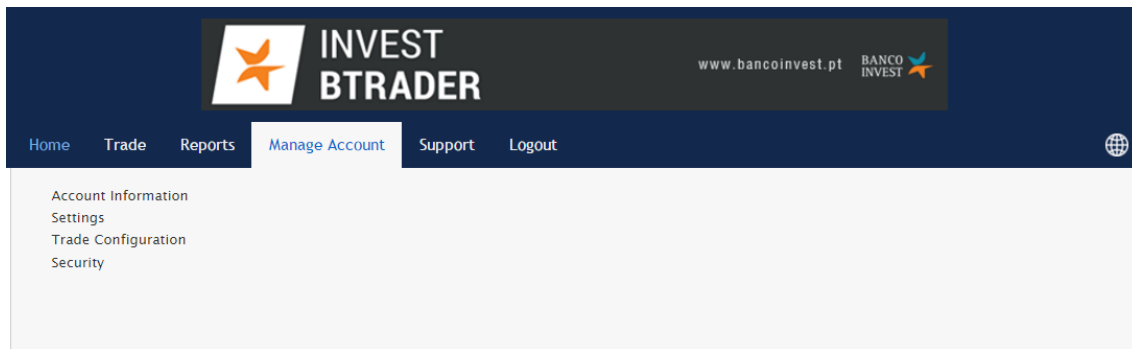 INVEST
BTRADER
www.bancoinvest.pt
BANCO
INVEST
Home Trade Reports Manage Account Support Logout
Account Information
Settings
Trade Configuration
Security